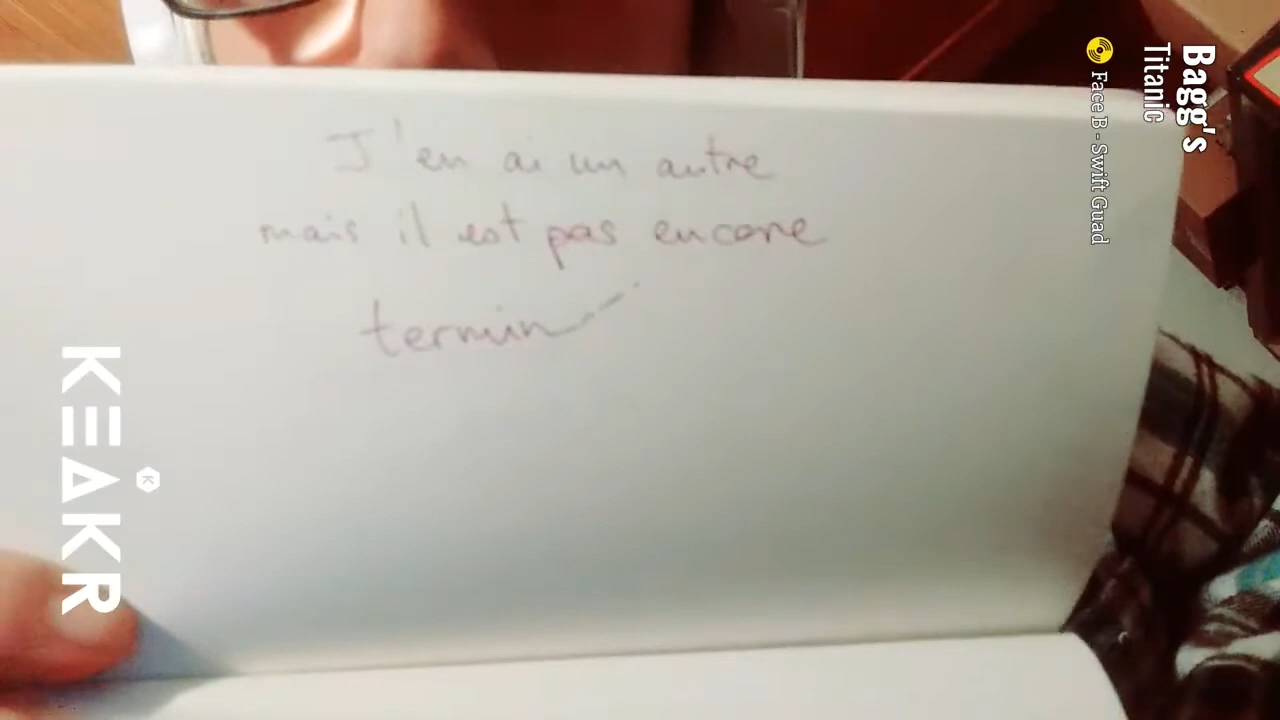 J'en ai un autre
mais il est pas encore
termin
Bagg's
Titanic
Face B - Swift Guad
KEAKR
K